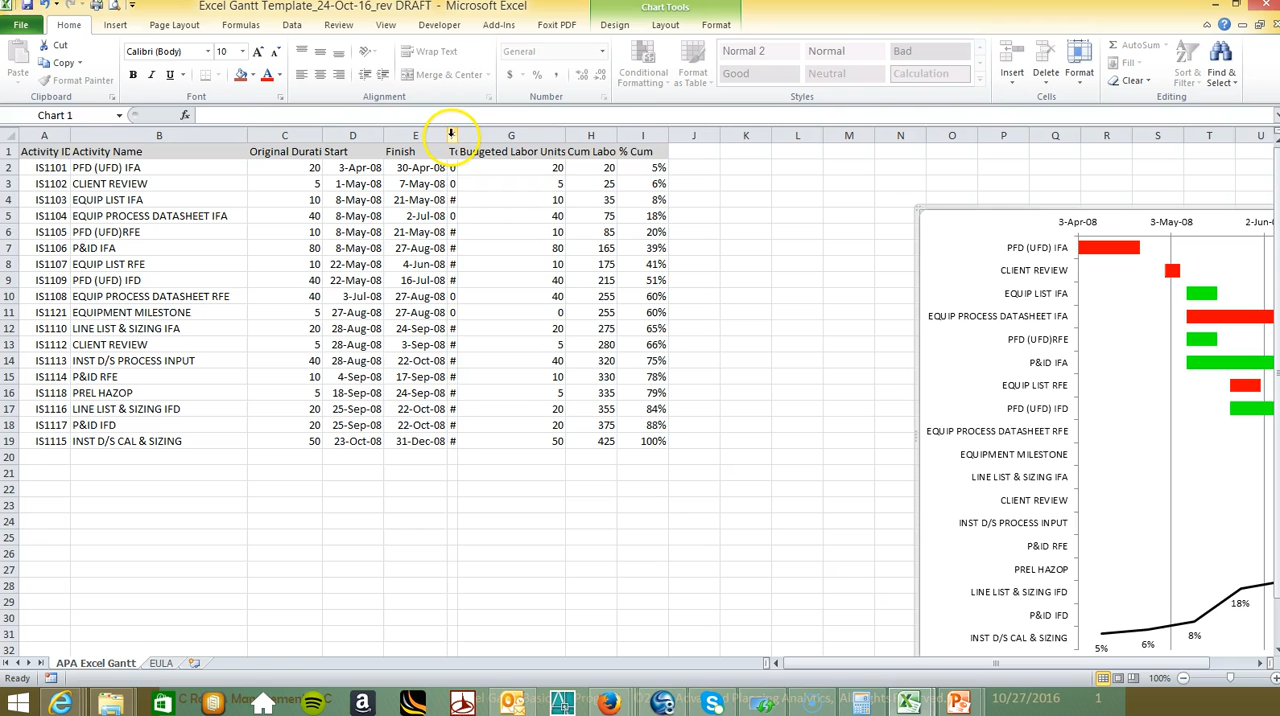 Excel Gantt Template_24-Oct-16_rev DRAFT - Microsoft Excel
Chart Tools
File Home Insert Page Layout Formulas Data Review View Developer Add-Ins Foxit PDF Design Layout Format
Paste Cut Copy Format Painter
Calibri (Body) 10
B I U
Wrap Text
Merge & Center
General
$ % ,
Conditional Formatting Format as Table
Normal 2 Normal Bad
Good Neutral Calculation
Insert Delete Format
AutoSum
Fill
Clear
Sort & Filter Find & Select
Clipboard Font Alignment Number Styles Cells Editing
Chart 1 fx
A B C D E G H I J K L M N O P Q R S T U
1 Activity ID Activity Name Original Durati Start Finish Budgeted Labor Units Cum Labo % Cum
2 IS1101 PFD (UFD) IFA 20 3-Apr-08 30-Apr-08 0 20 20 5%
3 IS1102 CLIENT REVIEW 5 1-May-08 7-May-08 0 5 25 6%
4 IS1103 EQUIP LIST IFA 10 8-May-08 21-May-08 # 10 35 8%
5 IS1104 EQUIP PROCESS DATASHEET IFA 40 8-May-08 2-Jul-08 0 40 75 18%
6 IS1105 PFD (UFD)RFE 10 8-May-08 21-May-08 # 10 85 20%
7 IS1106 P&ID IFA 80 8-May-08 27-Aug-08 # 80 165 39%
8 IS1107 EQUIP LIST RFE 10 22-May-08 4-Jun-08 # 10 175 41%
9 IS1109 PFD (UFD) IFD 40 22-May-08 16-Jul-08 # 40 215 51%
10 IS1108 EQUIP PROCESS DATASHEET RFE 40 3-Jul-08 27-Aug-08 0 40 255 60%
11 IS1121 EQUIPMENT MILESTONE 5 27-Aug-08 27-Aug-08 0 0 255 60%
12 IS1110 LINE LIST & SIZING IFA 20 28-Aug-08 24-Sep-08 # 20 275 65%
13 IS1112 CLIENT REVIEW 5 28-Aug-08 3-Sep-08 # 5 280 66%
14 IS1113 INST D/S PROCESS INPUT 40 28-Aug-08 22-Oct-08 # 40 320 75%
15 IS1114 P&ID RFE 10 4-Sep-08 17-Sep-08 # 10 330 78%
16 IS1118 PREL HAZOP 5 18-Sep-08 24-Sep-08 # 5 335 79%
17 IS1116 LINE LIST & SIZING IFD 20 25-Sep-08 22-Oct-08 # 20 355 84%
18 IS1117 P&ID IFD 20 25-Sep-08 22-Oct-08 # 20 375 88%
19 IS1115 INST D/S CAL & SIZING 50 23-Oct-08 31-Dec-08 # 50 425 100%
20
21
22
23
24
25
26
27
28
29
30
31
32
3-Apr-08 3-May-08 2-Jun-0
PFD (UFD) IFA
CLIENT REVIEW
EQUIP LIST IFA
EQUIP PROCESS DATASHEET IFA
PFD (UFD)RFE
P&ID IFA
EQUIP LIST RFE
PFD (UFD) IFD
EQUIP PROCESS DATASHEET RFE
EQUIPMENT MILESTONE
LINE LIST & SIZING IFA
CLIENT REVIEW
INST D/S PROCESS INPUT
P&ID RFE
PREL HAZOP
LINE LIST & SIZING IFD
P&ID IFD
INST D/S CAL & SIZING
5% 6% 8% 18%
APA Excel Gantt EULA
Ready 100%
10/27/2016 1